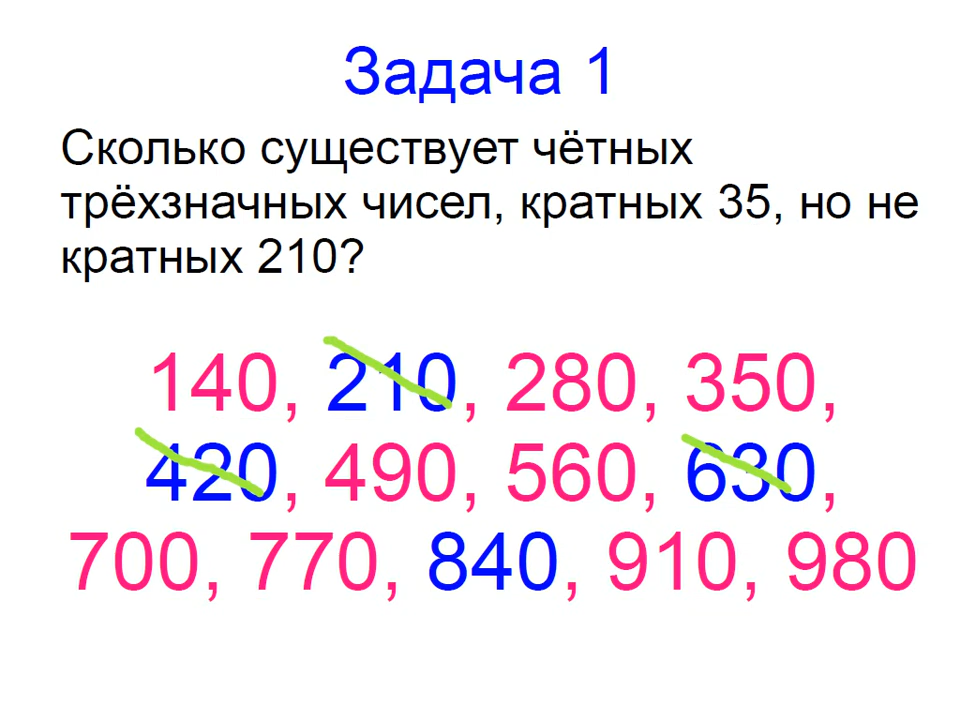 Задача 1
Сколько существует чётных
трёхзначных чисел, кратных 35, но не
кратных 210?
140, 210, 280, 350,
420, 490, 560, 630,
700, 770, 840, 910, 980